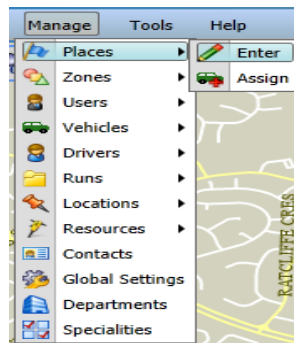 Manage Tools Help
Places Enter
Zones Assign
Users
Vehicles
Drivers
Runs
Locations
Resources
Contacts
Global Settings
Departments
Specialities
RATCLIFFE CRES